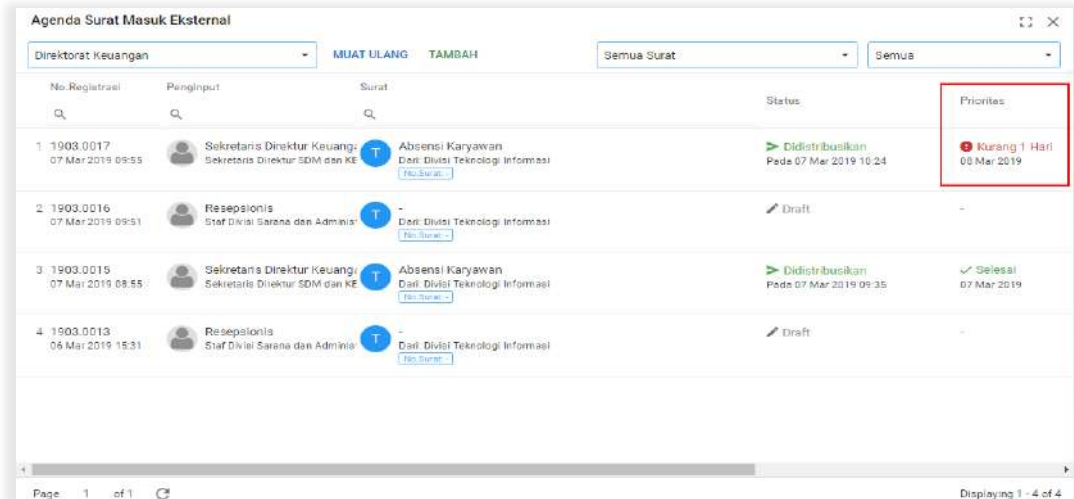 Agenda Surat Masuk Eksternal
Direktorat Keuangan MUAT ULANG TAMBAH Semua Surat Semua
No.Registrasi Penginput Surat Status Prioritas
1 1903.0017 Sekretaris Direktur Keuanga T Absensi Karyawan Didistribusikan Kurang 1 Hari
07 Mar 2019 09:55 Sekretaris Direktur SDM dan KE Dari: Divisi Teknologi Informasi Pada 07 Mar 2019 10:24 08 Mar 2019
No.Surat -
2 1903.0016 Resepsionis T - Draft -
07 Mar 2019 09:51 Staf Divisi Sarana dan Adminis Dari: Divisi Teknologi Informasi
No.Surat -
3 1903.0015 Sekretaris Direktur Keuanga T Absensi Karyawan Didistribusikan Selesai
07 Mar 2019 08:55 Sekretaris Direktur SDM dan KE Dari: Divisi Teknologi Informasi Pada 07 Mar 2019 09:35 07 Mar 2019
No.Surat -
4 1903.0013 Resepsionis T - Draft -
06 Mar 2019 15:31 Staf Divisi Sarana dan Adminis Dari: Divisi Teknologi Informasi
No.Surat -
Page 1 of 1 Displaying 1 - 4 of 4